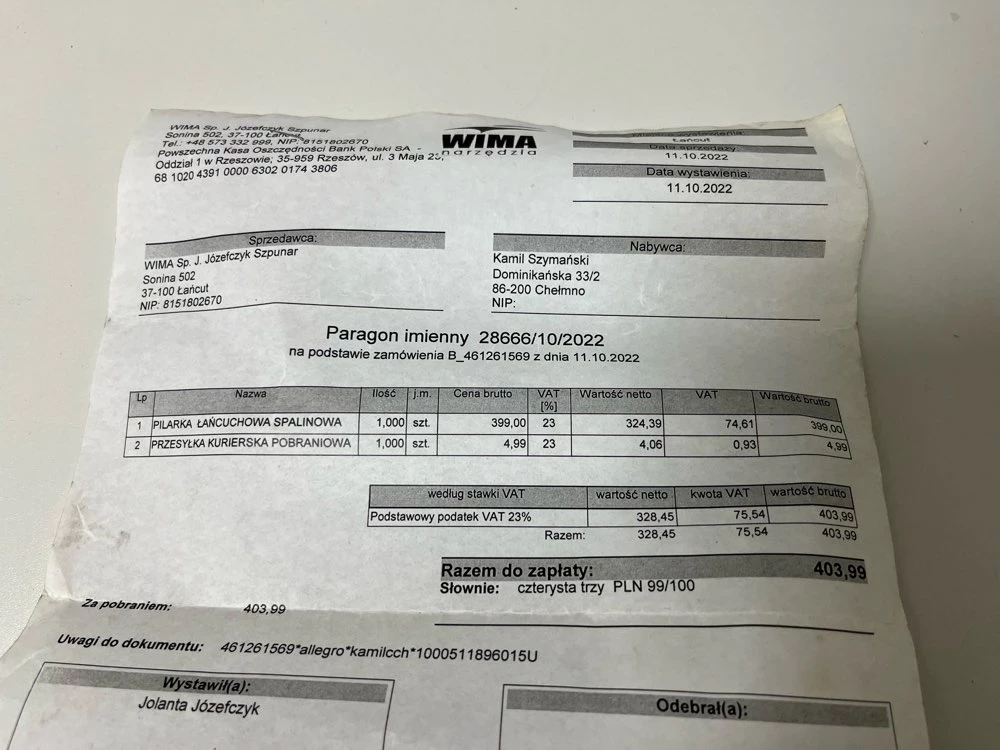 WIMA Sp. J. Józefczyk Szpunar
Sonina 502, 37-100 Łańcut
Tel.: +48 573 332 999, NIP: 8151802670
Powszechna Kasa Oszczędności Bank Polski SA -
Oddział 1 w Rzeszowie; 35-959 Rzeszów, ul. 3 Maja 23,
68 1020 4391 0000 6302 0174 3806
WIMA
narzędzia
wystawienia:
Łańcut
Data sprzedaży
11.10.2022
Data wystawienia:
11.10.2022
Sprzedawca:
WIMA Sp. J. Józefczyk Szpunar
Sonina 502
37-100 Łańcut
NIP: 8151802670
Nabywca:
Kamil Szymański
Dominikańska 33/2
86-200 Chełmno
NIP:
Paragon imienny 28666/10/2022
na podstawie zamówienia B_461261569 z dnia 11.10.2022
Lp Nazwa Ilość j.m. Cena brutto VAT [%] Wartość netto VAT Wartość brutto
1 PILARKA ŁAŃCUCHOWA SPALINOWA 1,000 szt. 399,00 23 324,39 74,61 399,00
2 PRZESYŁKA KURIERSKA POBRANIOWA 1,000 szt. 4,99 23 4,06 0,93 4,99
według stawki VAT wartość netto kwota VAT wartość brutto
Podstawowy podatek VAT 23% 328,45 75,54 403,99
Razem: 328,45 75,54 403,99
Razem do zapłaty: 403,99
Słownie: czterysta trzy PLN 99/100
Za pobraniem: 403,99
Uwagi do dokumentu: 461261569*allegro*kamilcch*1000511896015U
Wystawił(a):
Jolanta Józefczyk
Odebrał(a):